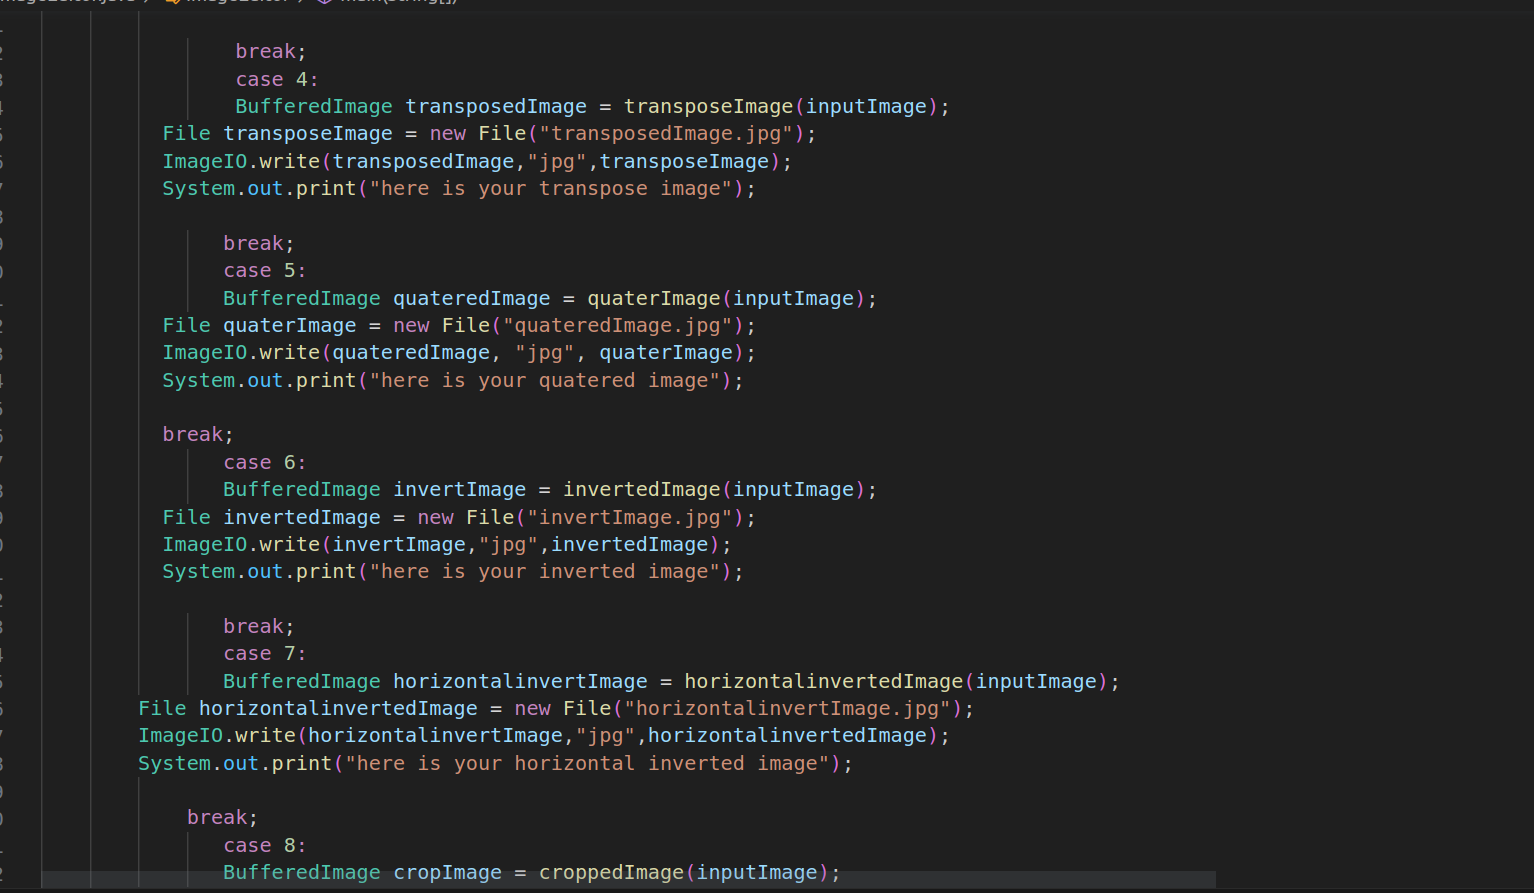 break;
case 4:
BufferedImage transposedImage = transposeImage(inputImage);
File transposeImage = new File("transposedImage.jpg");
ImageIO.write(transposedImage,"jpg",transposeImage);
System.out.print("here is your transpose image");
break;
case 5:
BufferedImage quateredImage = quaterImage(inputImage);
File quaterImage = new File("quateredImage.jpg");
ImageIO.write(quateredImage, "jpg", quaterImage);
System.out.print("here is your quatered image");
break;
case 6:
BufferedImage invertImage = invertedImage(inputImage);
File invertedImage = new File("invertImage.jpg");
ImageIO.write(invertImage,"jpg",invertedImage);
System.out.print("here is your inverted image");
break;
case 7:
BufferedImage horizontalinvertImage = horizontalinvertedImage(inputImage);
File horizontalinvertedImage = new File("horizontalinvertImage.jpg");
ImageIO.write(horizontalinvertImage,"jpg",horizontalinvertedImage);
System.out.print("here is your horizontal inverted image");
break;
case 8:
BufferedImage cropImage = croppedImage(inputImage);